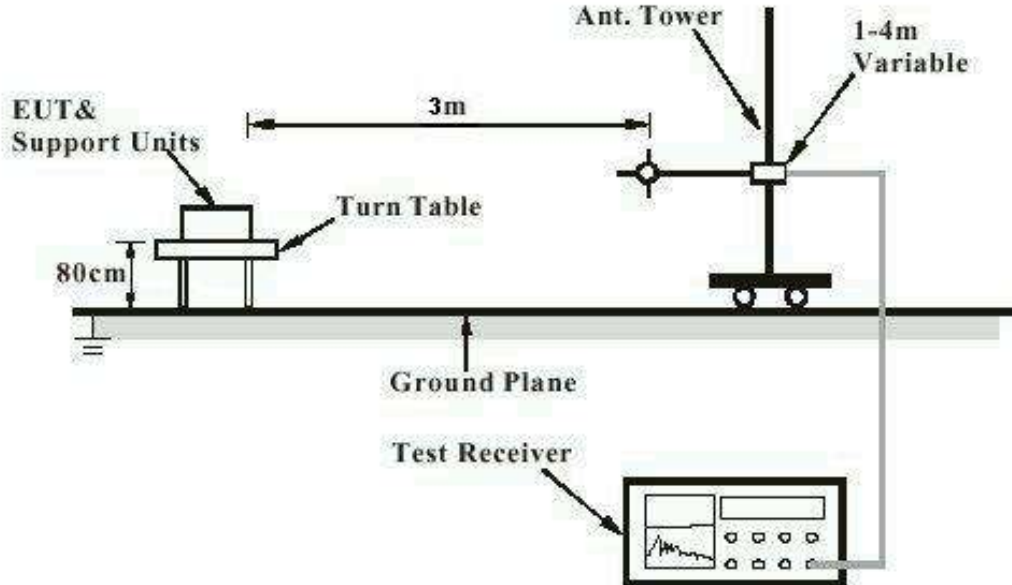 Ant. Tower
1-4m
Variable
EUT&
Support Units
3m
Turn Table
80cm
Ground Plane
Test Receiver